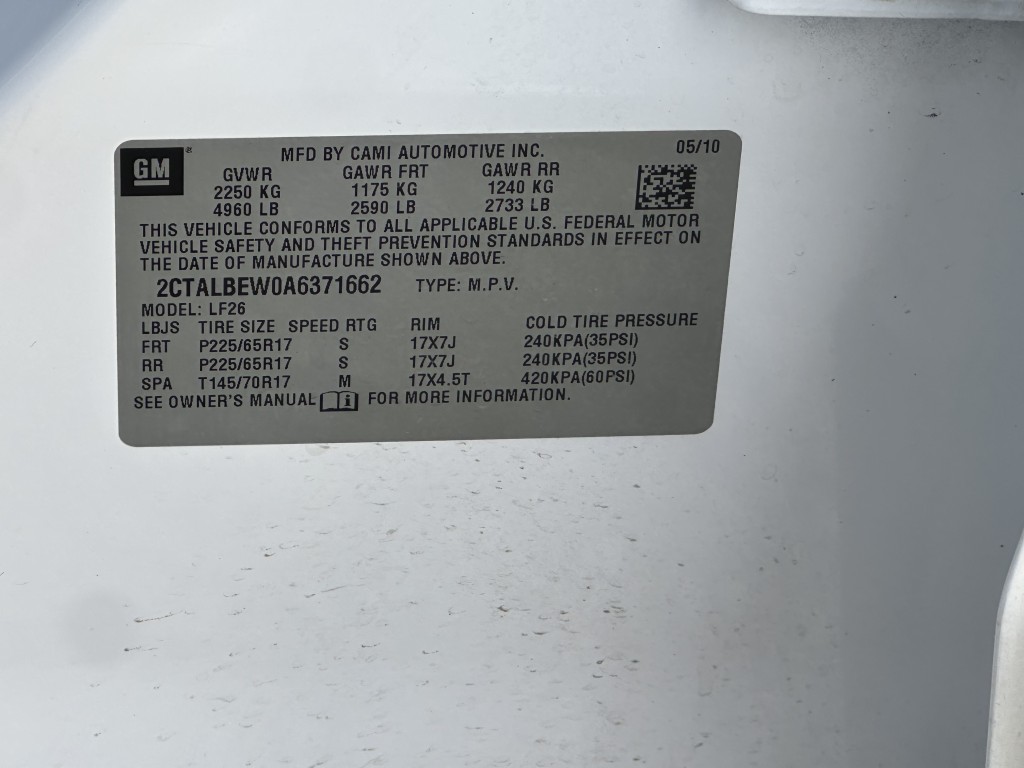 GM®
MFD BY CAMI AUTOMOTIVE INC. 05/10
GVWR GAWR FRT GAWR RR
2250 KG 1175 KG 1240 KG
4960 LB 2590 LB 2733 LB
THIS VEHICLE CONFORMS TO ALL APPLICABLE U.S. FEDERAL MOTOR
VEHICLE SAFETY AND THEFT PREVENTION STANDARDS IN EFFECT ON
THE DATE OF MANUFACTURE SHOWN ABOVE.
2CTALBEW0A6371662 TYPE: M.P.V.
MODEL: LF26
LBJS TIRE SIZE SPEED RTG RIM COLD TIRE PRESSURE
FRT P225/65R17 S 17X7J 240KPA(35PSI)
RR P225/65R17 S 17X7J 240KPA(35PSI)
SPA T145/70R17 M 17X4.5T 420KPA(60PSI)
SEE OWNER'S MANUAL i FOR MORE INFORMATION.